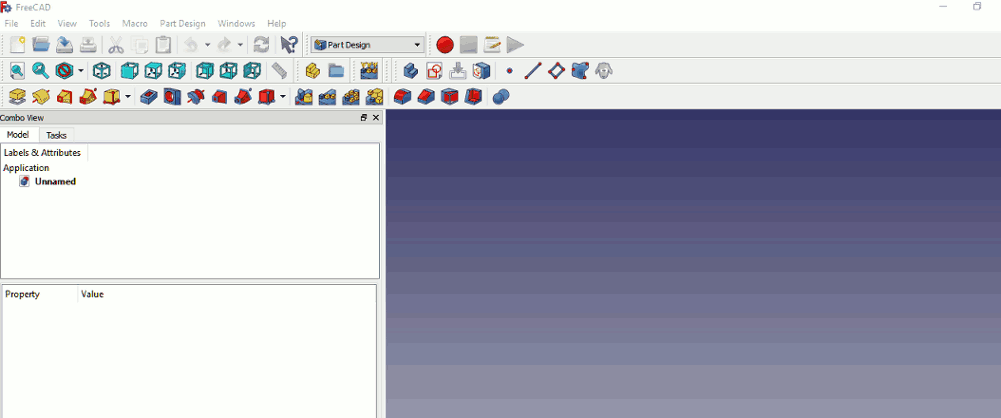 FreeCAD
File Edit View Tools Macro Part Design Windows Help
Part Design
Combo View
Model Tasks
Labels & Attributes
Application
Unnamed
Property Value